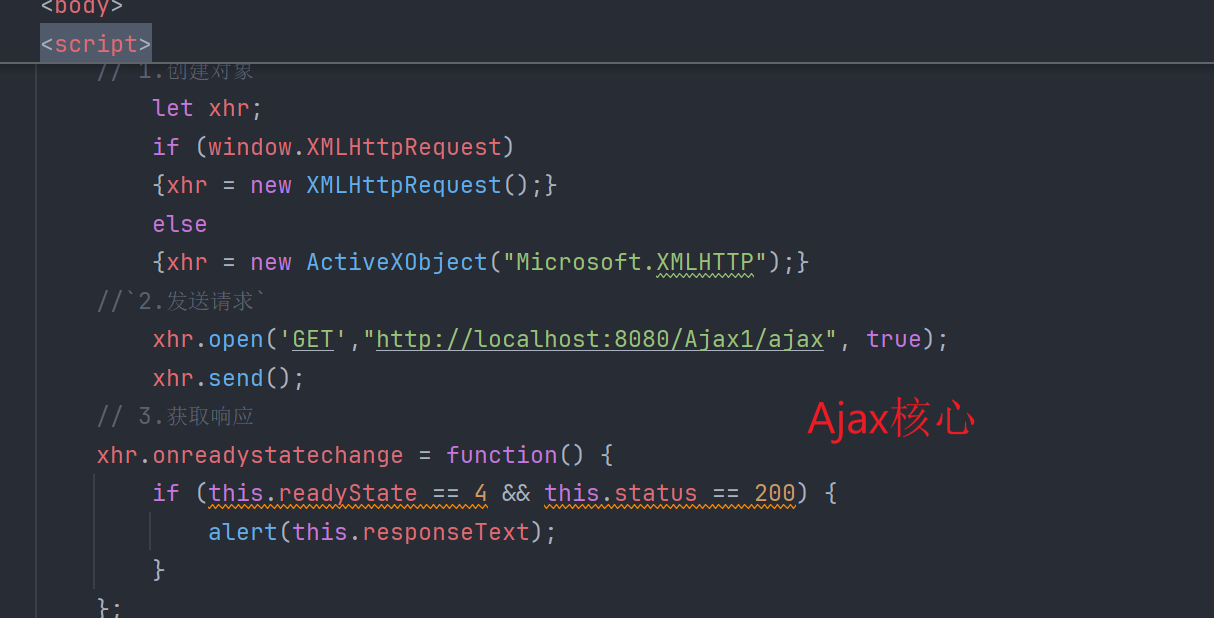 <body>
<script>
// 1.创建对象
let xhr;
if (window.XMLHttpRequest)
{xhr = new XMLHttpRequest();}
else
{xhr = new ActiveXObject("Microsoft.XMLHTTP");}
//`2.发送请求`
xhr.open('GET',"http://localhost:8080/Ajax1/ajax", true);
xhr.send();
// 3.获取响应
Ajax核心
xhr.onreadystatechange = function() {
if (this.readyState == 4 && this.status == 200) {
alert(this.responseText);
}
};